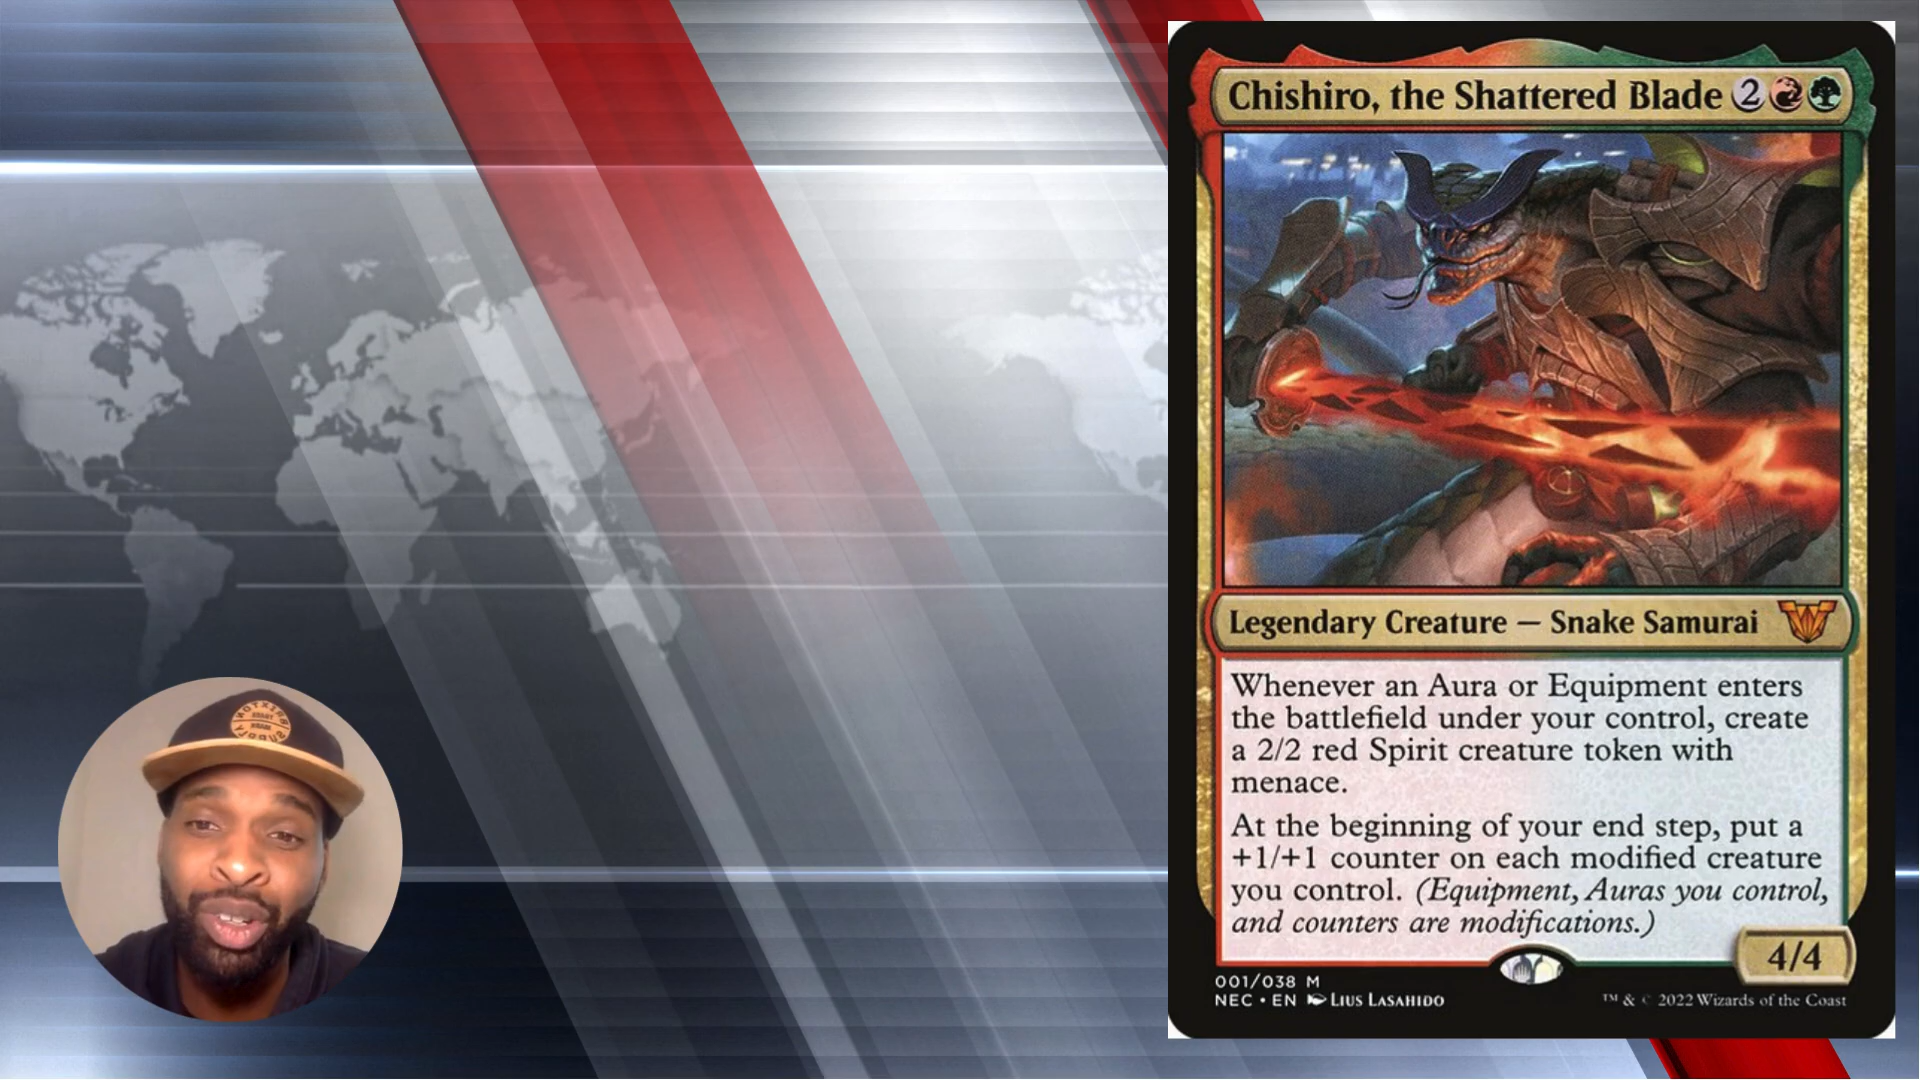 Chishiro, the Shattered Blade 2
Legendary Creature — Snake Samurai
Whenever an Aura or Equipment enters
the battlefield under your control, create
a 2/2 red Spirit creature token with
menace.
At the beginning of your end step, put a
+1/+1 counter on each modified creature
you control. (Equipment, Auras you control,
and counters are modifications.)
4/4
001/038 M
NEC • EN LIUS LASAHIDO
™ & © 2022 Wizards of the Coast